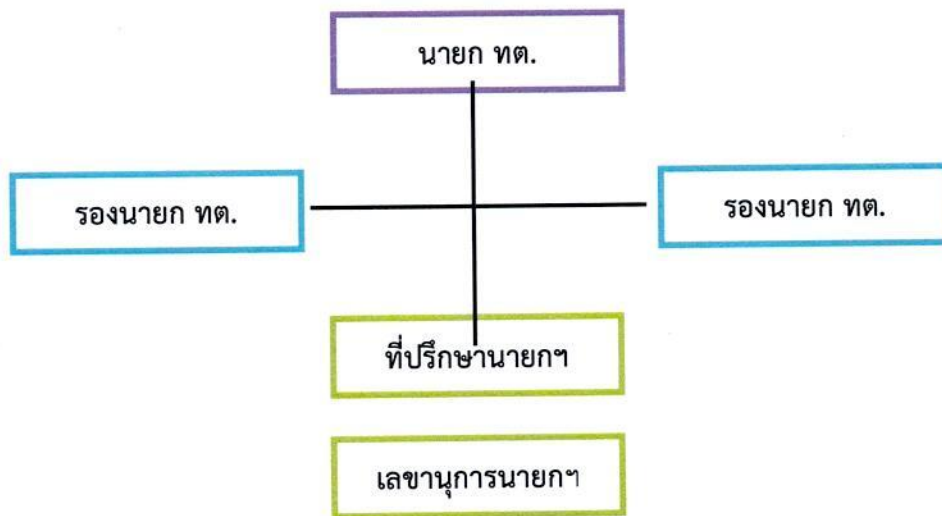 นายก ทต.
รองนายก ทต.
รองนายก ทต.
ที่ปรึกษานายกฯ
เลขานุการนายกฯ